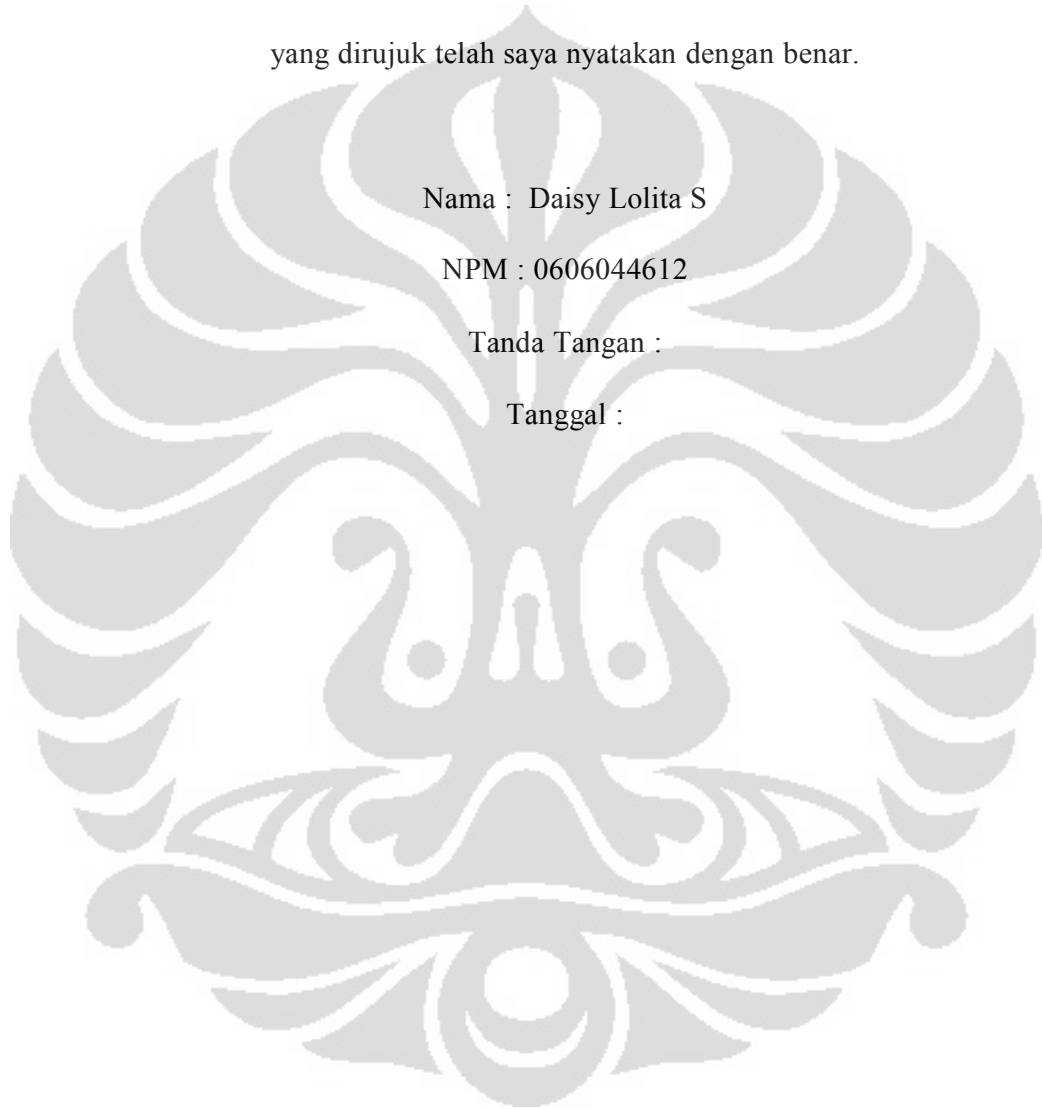 yang dirujuk telah saya nyatakan dengan benar.
Nama : Daisy Lolita S
NPM : 0606044612
Tanda Tangan :
Tanggal :